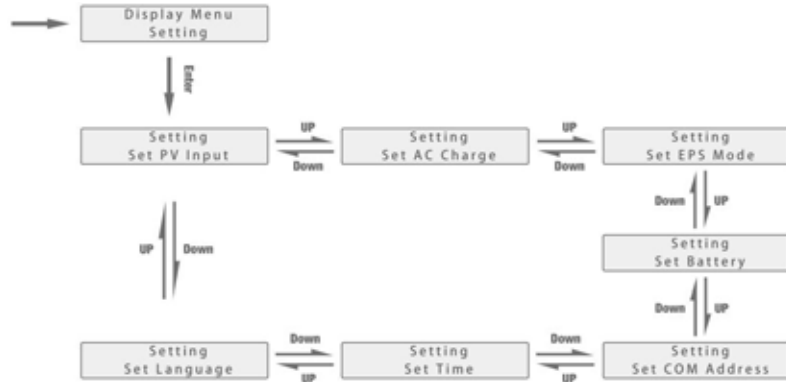 Display Menu
Setting
Enter
Setting
Set PV Input
UP
Down
Setting
Set AC Charge
UP
Down
Setting
Set EPS Mode
Down
UP
Setting
Set Battery
UP
Down
Down
UP
Setting
Set Language
Down
UP
Setting
Set Time
Down
UP
Setting
Set COM Address